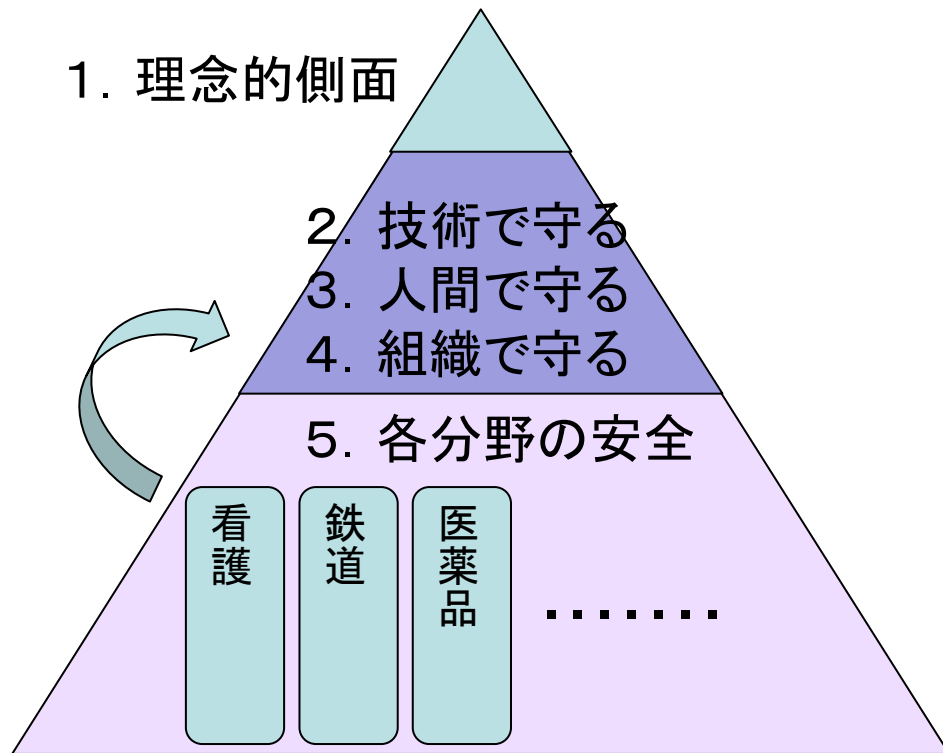 １．理念的側面
２．技術で守る
３．人間で守る
４．組織で守る
５．各分野の安全
看護
鉄道
医薬品
・・・・・・・